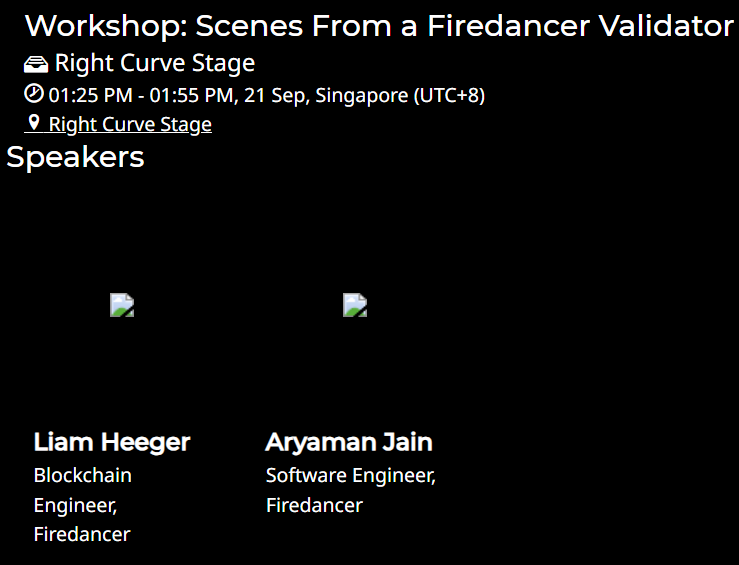 Workshop: Scenes From a Firedancer Validator
Right Curve Stage
01:25 PM - 01:55 PM, 21 Sep, Singapore (UTC+8)
Right Curve Stage
Speakers
Liam Heeger
Blockchain
Engineer,
Firedancer
Aryaman Jain
Software Engineer,
Firedancer